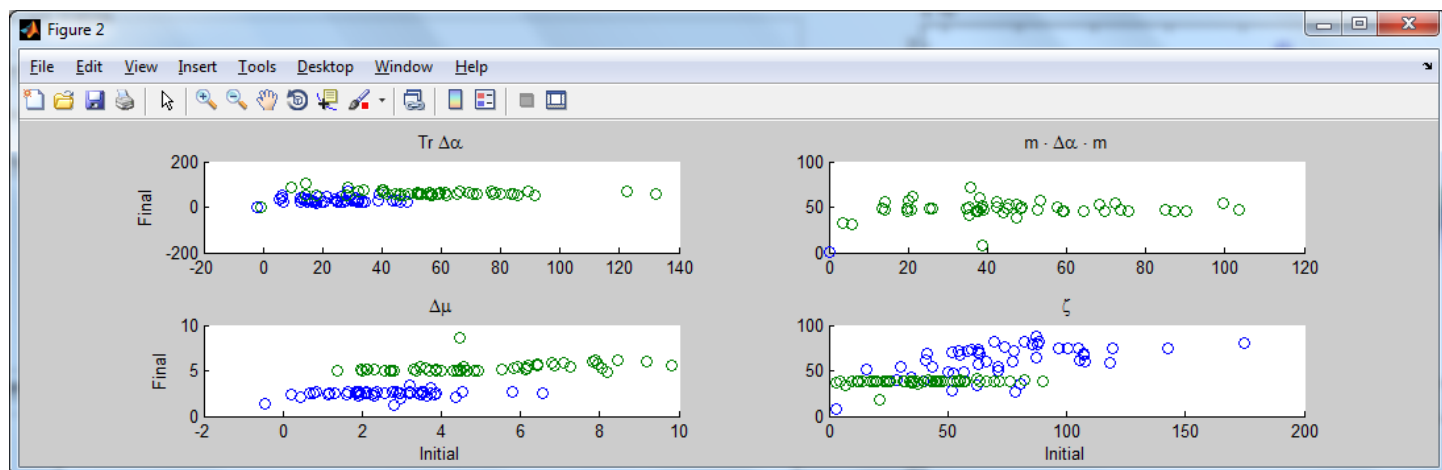 Figure 2
File Edit View Insert Tools Desktop Window Help
Tr Δα
200
0
-200
Final
-20 0 20 40 60 80 100 120 140
m · Δα · m
100
50
0
0 20 40 60 80 100 120
Δμ
10
5
0
Final
-2 0 2 4 6 8 10
Initial
ζ
100
50
0
0 50 100 150 200
Initial